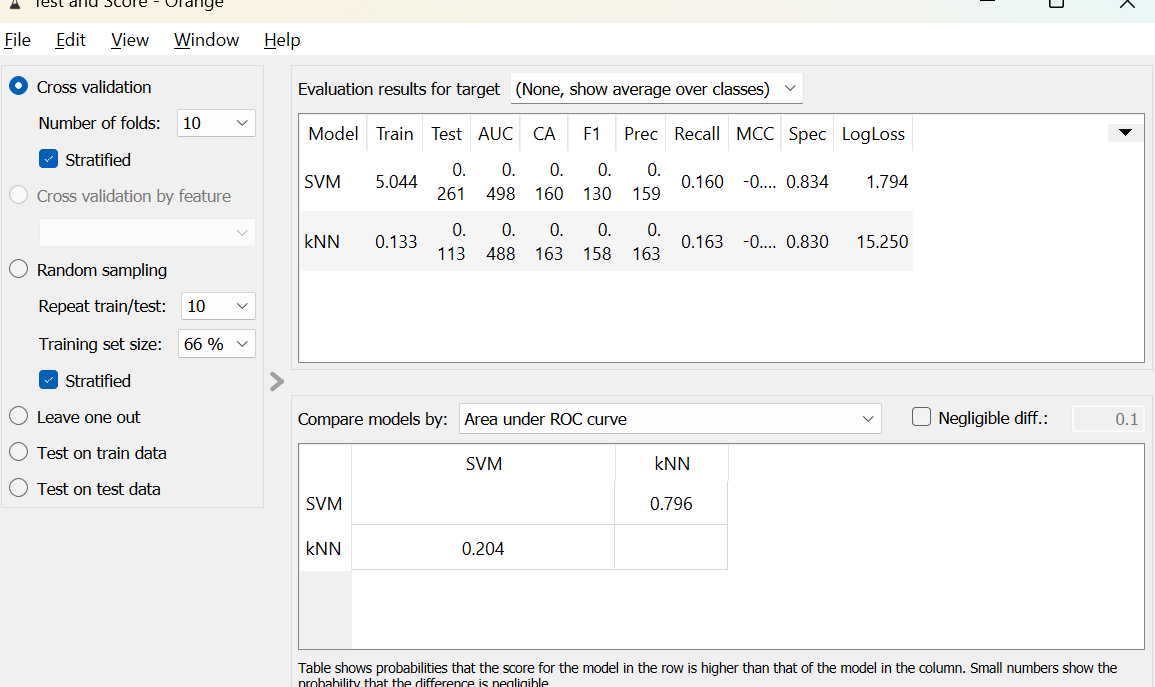 Test and Score - Orange
File Edit View Window Help
Cross validation
Number of folds: 10
Stratified
Cross validation by feature
Random sampling
Repeat train/test: 10
Training set size: 66 %
Stratified
Leave one out
Test on train data
Test on test data
Evaluation results for target (None, show average over classes)
Model Train Test AUC CA F1 Prec Recall MCC Spec LogLoss
SVM 5.044 0.261 0.498 0.160 0.130 0.159 0.160 -0.... 0.834 1.794
kNN 0.133 0.113 0.488 0.163 0.158 0.163 0.163 -0.... 0.830 15.250
Compare models by: Area under ROC curve Negligible diff.: 0.1
SVM kNN
SVM 0.796
kNN 0.204
Table shows probabilities that the score for the model in the row is higher than that of the model in the column. Small numbers show the
probability that the difference is negligible.